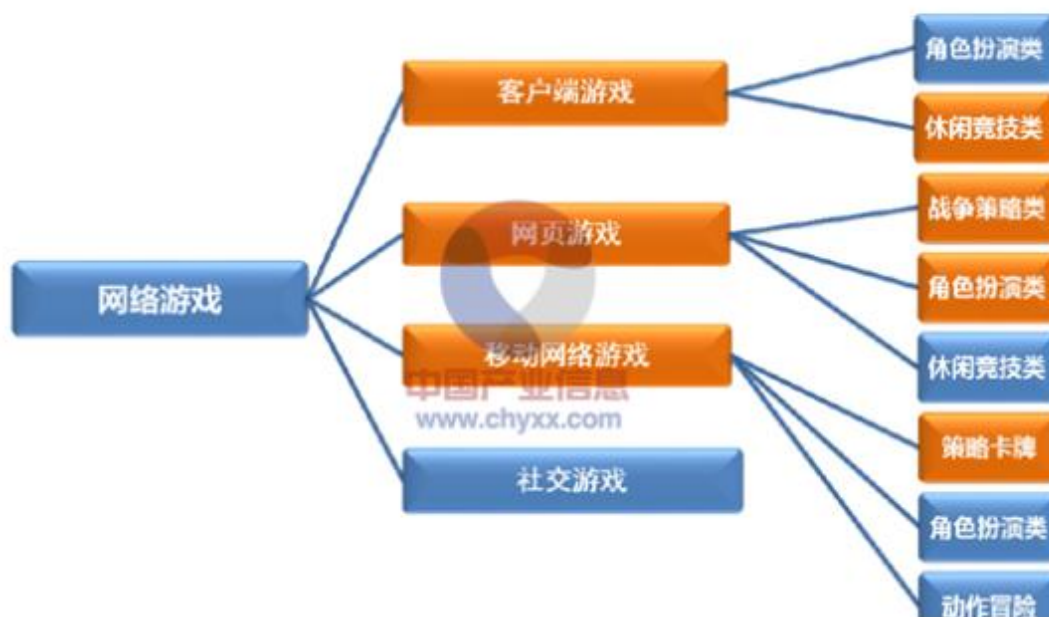 网络游戏
客户端游戏
网页游戏
移动网络游戏
社交游戏
角色扮演类
休闲竞技类
战争策略类
角色扮演类
休闲竞技类
策略卡牌
角色扮演类
动作冒险
中国产业信息
www.chyxx.com